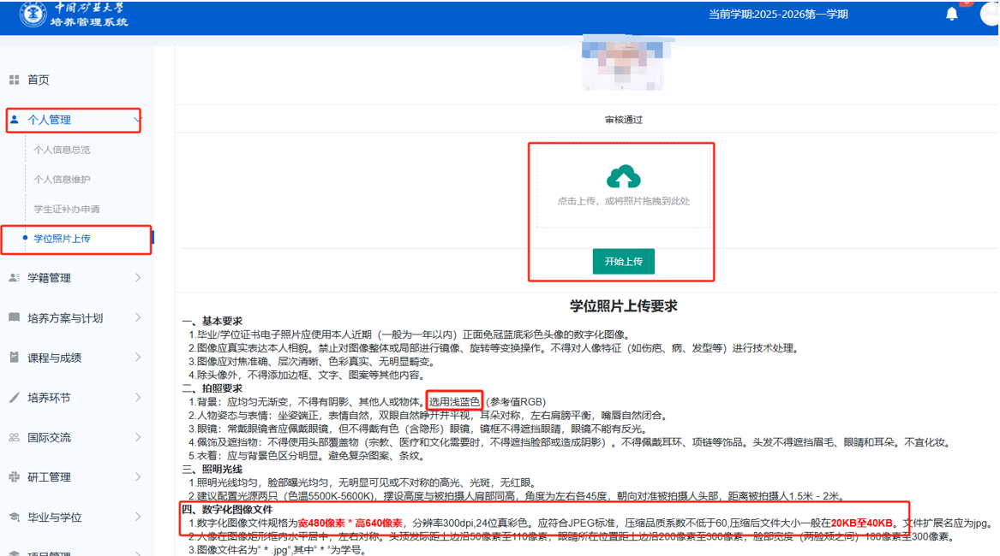 中国矿业大学
培养管理系统
当前学期:2025-2026第一学期
首页
个人管理
个人信息总览
个人信息维护
学生证补办申请
学位照片上传
学籍管理
培养方案与计划
课程与成绩
培养环节
国际交流
研工管理
毕业与学位
项目管理
审核通过
点击上传，或将照片拖拽到此处
开始上传
学位照片上传要求
一、基本要求
1.毕业/学位证书电子照片应使用本人近期（一般为一年以内）正面免冠蓝底彩色头像的数字化图像。
2.图像应真实表达本人相貌。禁止对图像整体或局部进行镜像、旋转等变换操作。不得对人像特征（如伤疤、痣、发型等）进行技术处理。
3.图像应对焦准确、层次清晰、色彩真实、无明显畸变。
4.除头像外，不得添加边框、文字、图案等其他内容。
二、拍照要求
1.背景：应均匀无渐变，不得有阴影、其他人或物体。选用浅蓝色（参考值RGB）
2.人物姿态与表情：坐姿端正，表情自然，双眼自然睁开并平视，耳朵对称，左右肩膀平衡，嘴唇自然闭合。
3.眼镜：常戴眼镜者应佩戴眼镜，但不得戴有色（含隐形）眼镜，镜框不得遮挡眼睛，眼镜不能有反光。
4.佩饰及遮挡物：不得使用头部覆盖物（宗教、医疗和文化需要时，不得遮挡脸部或造成阴影）。不得佩戴耳环、项链等饰品。头发不得遮挡眉毛、眼睛和耳朵。不宜化妆。
5.衣着：应与背景色区分明显。避免复杂图案、条纹。
三、照明光线
1.照明光线均匀，脸部曝光均匀，无明显可见或不对称的高光、光斑，无红眼。
2.建议配置光源两只（色温5500K-5600K)，摆设高度与被拍摄人肩部同高，角度为左右各45度，朝向对准被拍摄人头部，距离被拍摄人1.5米－2米。
四、数字化图像文件
1.数字化图像文件规格为宽480像素 * 高640像素，分辨率300dpi,24位真彩色。应符合JPEG标准，压缩品质系数不低于60,压缩后文件大小一般在20KB至40KB。文件扩展名应为jpg。
2.人像在图像矩形框内水平居中，左右对称。头顶发际距上边沿50像素至110像素；眼睛所在位置距上边沿200像素至300像素；脸部宽度（两脸颊之间）180像素至300像素。
3.图像文件名为“ * .jpg”,其中“ * ”为学号。